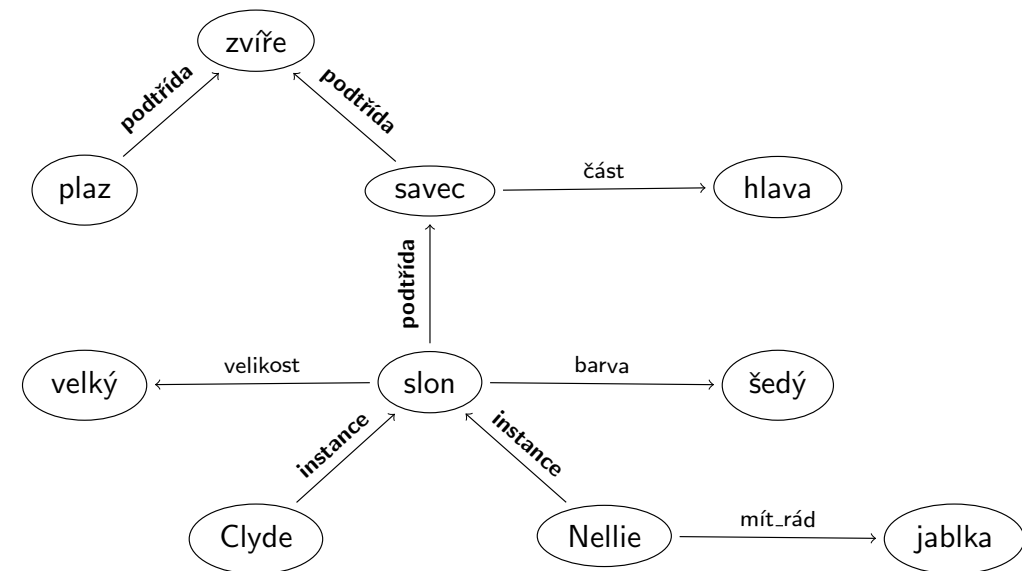 zvíře
podtřída
podtřída
plaz
savec
část
hlava
podtřída
velký
velikost
slon
barva
šedý
instance
instance
Clyde
Nellie
mít_rád
jablka